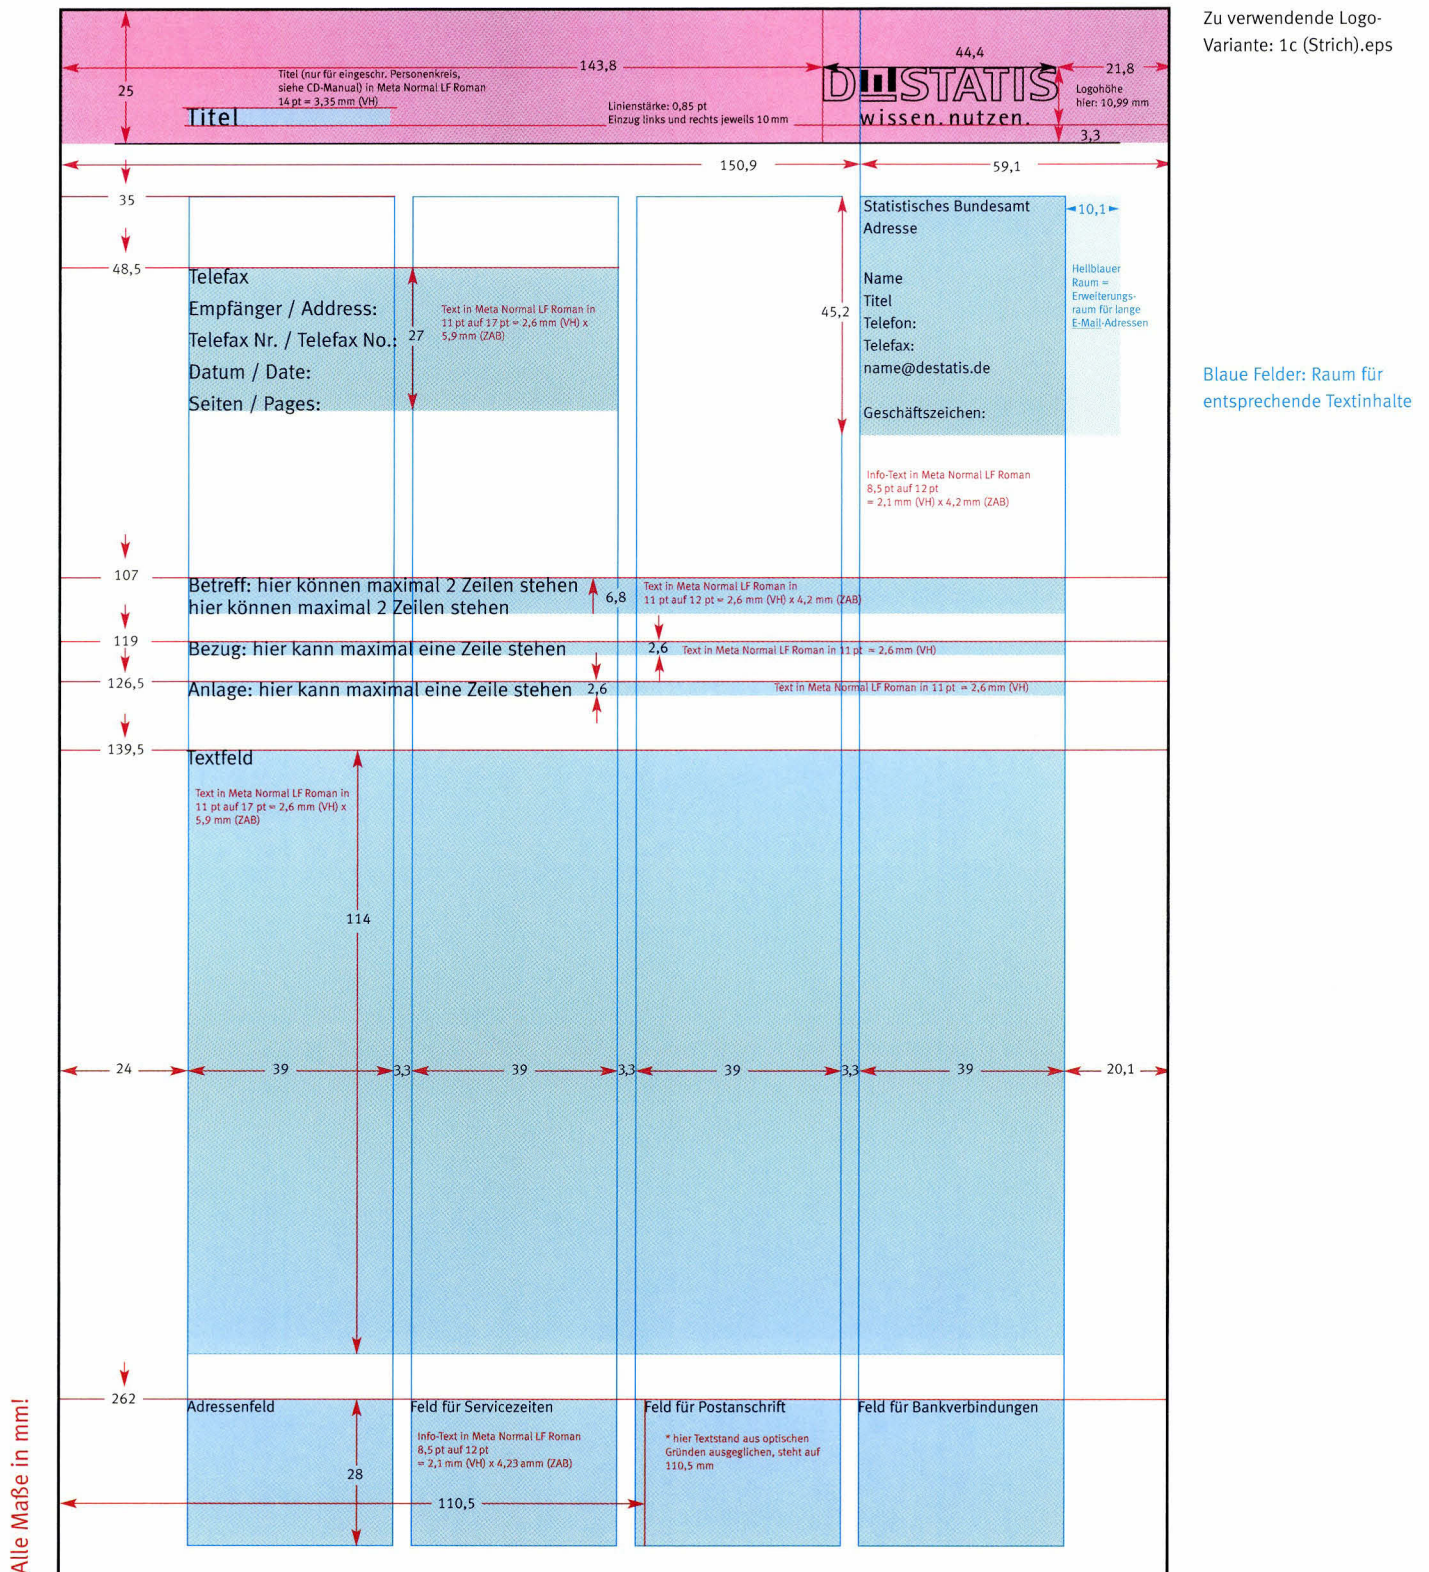 Zu verwendende Logo-
Variante: 1c (Strich).eps
44,4
143,8
21,8
25
Titel (nur für eingeschr. Personenkreis,
siehe CD-Manual) in Meta Normal LF Roman
14 pt = 3,35 mm (VH)
Titel
Linienstärke: 0,85 pt
Einzug links und rechts jeweils 10 mm
DESTATIS
wissen.nutzen.
Logohöhe
hier: 10,99 mm
3,3
150,9
59,1
35
48,5
Telefax
Empfänger / Address:
Telefax Nr. / Telefax No.:
Datum / Date:
Seiten / Pages:
27
Text in Meta Normal LF Roman in
11 pt auf 17 pt = 2,6 mm (VH) x
5,9 mm (ZAB)
45,2
Statistisches Bundesamt
Adresse
Name
Titel
Telefon:
Telefax:
name@destatis.de
Geschäftszeichen:
10,1
Hellblauer
Raum =
Erweiterungs-
raum für lange
E-Mail-Adressen
Blaue Felder: Raum für
entsprechende Textinhalte
Info-Text in Meta Normal LF Roman
8,5 pt auf 12 pt
= 2,1 mm (VH) x 4,2 mm (ZAB)
107
Betreff: hier können maximal 2 Zeilen stehen
hier können maximal 2 Zeilen stehen
6,8
Text in Meta Normal LF Roman in
11 pt auf 12 pt = 2,6 mm (VH) x 4,2 mm (ZAB)
119
Bezug: hier kann maximal eine Zeile stehen
2,6
Text in Meta Normal LF Roman in 11 pt = 2,6 mm (VH)
126,5
Anlage: hier kann maximal eine Zeile stehen
2,6
Text in Meta Normal LF Roman in 11 pt = 2,6 mm (VH)
139,5
Textfeld
Text in Meta Normal LF Roman in
11 pt auf 17 pt = 2,6 mm (VH) x
5,9 mm (ZAB)
114
24
39
3,3
39
3,3
39
3,3
39
20,1
262
Adressenfeld
Feld für Servicezeiten
Feld für Postanschrift
Feld für Bankverbindungen
Info-Text in Meta Normal LF Roman
8,5 pt auf 12 pt
= 2,1 mm (VH) x 4,23 amm (ZAB)
* hier Textstand aus optischen
Gründen ausgeglichen, steht auf
110,5 mm
28
110,5
Alle Maße in mm!